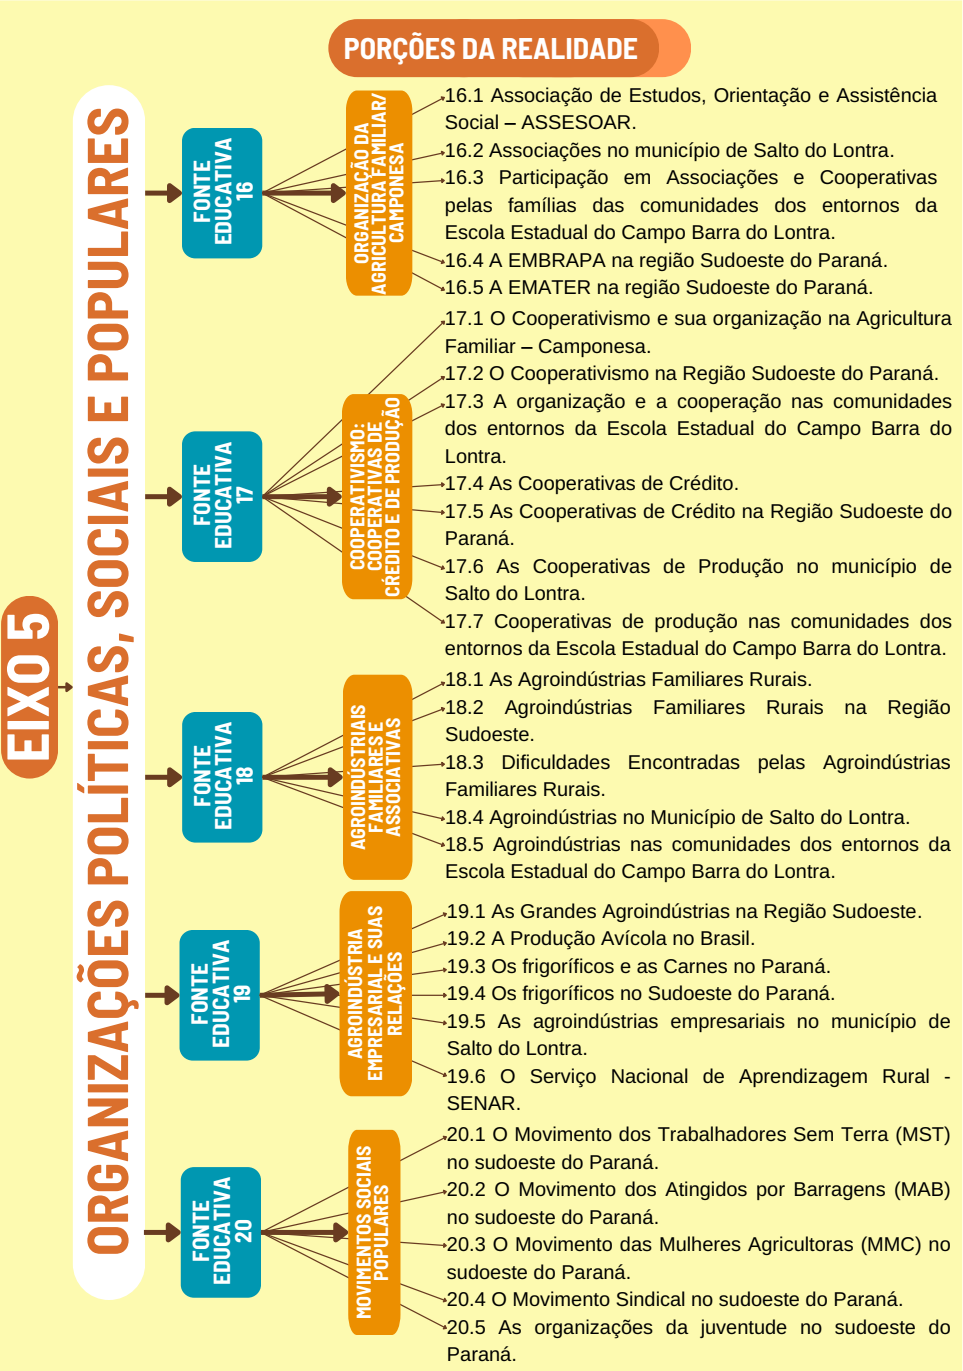 PORÇÕES DA REALIDADE
EIXO 5
ORGANIZAÇÕES POLÍTICAS, SOCIAIS E POPULARES
FONTE
EDUCATIVA
16
ORGANIZAÇÃO DA
AGRICULTURA FAMILIAR/
CAMPONESA
16.1 Associação de Estudos, Orientação e Assistência
Social – ASSESOAR.
16.2 Associações no município de Salto do Lontra.
16.3 Participação em Associações e Cooperativas
pelas famílias das comunidades dos entornos da
Escola Estadual do Campo Barra do Lontra.
16.4 A EMBRAPA na região Sudoeste do Paraná.
16.5 A EMATER na região Sudoeste do Paraná.
FONTE
EDUCATIVA
17
COOPERATIVISMO:
COOPERATIVAS DE
CRÉDITO E DE PRODUÇÃO
17.1 O Cooperativismo e sua organização na Agricultura
Familiar – Camponesa.
17.2 O Cooperativismo na Região Sudoeste do Paraná.
17.3 A organização e a cooperação nas comunidades
dos entornos da Escola Estadual do Campo Barra do
Lontra.
17.4 As Cooperativas de Crédito.
17.5 As Cooperativas de Crédito na Região Sudoeste do
Paraná.
17.6 As Cooperativas de Produção no município de
Salto do Lontra.
17.7 Cooperativas de produção nas comunidades dos
entornos da Escola Estadual do Campo Barra do Lontra.
FONTE
EDUCATIVA
18
AGROINDÚSTRIAIS
FAMILIARES E
ASSOCIATIVAS
18.1 As Agroindústrias Familiares Rurais.
18.2 Agroindústrias Familiares Rurais na Região
Sudoeste.
18.3 Dificuldades Encontradas pelas Agroindústrias
Familiares Rurais.
18.4 Agroindústrias no Município de Salto do Lontra.
18.5 Agroindústrias nas comunidades dos entornos da
Escola Estadual do Campo Barra do Lontra.
FONTE
EDUCATIVA
19
AGROINDÚSTRIA
EMPRESARIAL E SUAS
RELAÇÕES
19.1 As Grandes Agroindústrias na Região Sudoeste.
19.2 A Produção Avícola no Brasil.
19.3 Os frigoríficos e as Carnes no Paraná.
19.4 Os frigoríficos no Sudoeste do Paraná.
19.5 As agroindústrias empresariais no município de
Salto do Lontra.
19.6 O Serviço Nacional de Aprendizagem Rural -
SENAR.
FONTE
EDUCATIVA
20
MOVIMENTOS SOCIAIS
POPULARES
20.1 O Movimento dos Trabalhadores Sem Terra (MST)
no sudoeste do Paraná.
20.2 O Movimento dos Atingidos por Barragens (MAB)
no sudoeste do Paraná.
20.3 O Movimento das Mulheres Agricultoras (MMC) no
sudoeste do Paraná.
20.4 O Movimento Sindical no sudoeste do Paraná.
20.5 As organizações da juventude no sudoeste do
Paraná.